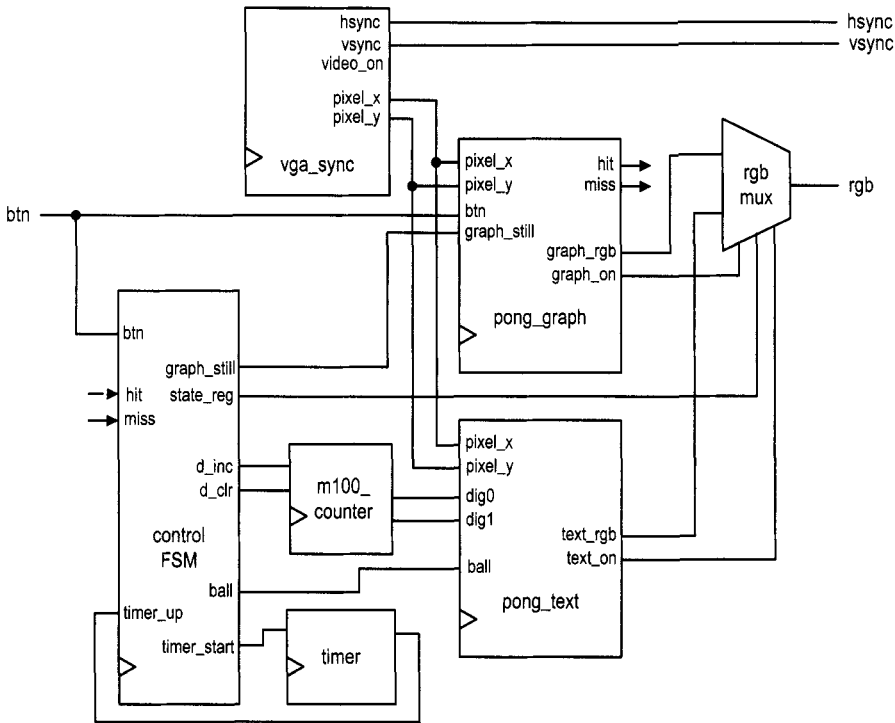 hsync
vsync
video_on
pixel_x
pixel_y
vga_sync
hsync
vsync
pixel_x
pixel_y
btn
graph_still
hit
miss
graph_rgb
graph_on
pong_graph
rgb
mux
rgb
btn
btn
hit
miss
graph_still
state_reg
d_inc
d_clr
control
FSM
ball
timer_up
timer_start
m100_
counter
timer
pixel_x
pixel_y
dig0
dig1
ball
text_rgb
text_on
pong_text